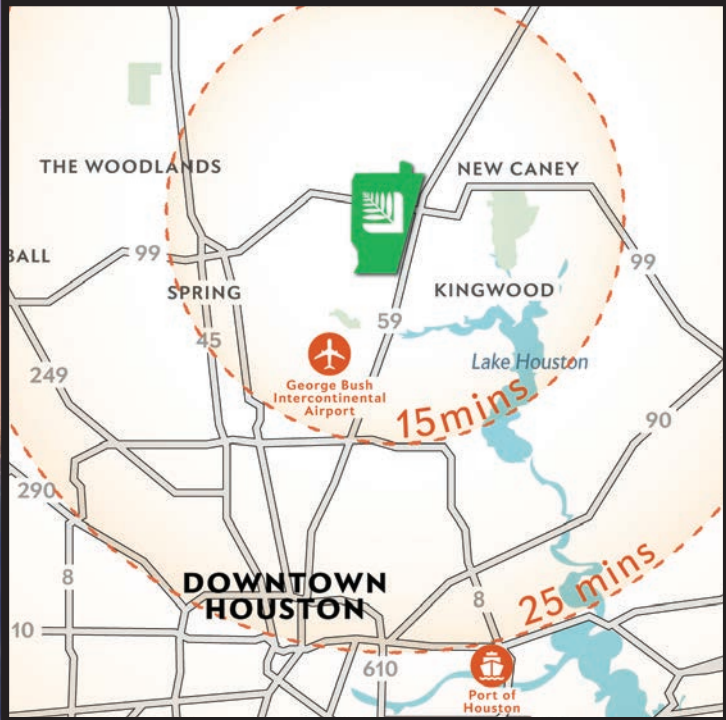 THE WOODLANDS
NEW CANEY
99
BALL
99
SPRING
KINGWOOD
59
45
Lake Houston
249
George Bush
Intercontinental
Airport
15mins
90
290
DOWNTOWN
HOUSTON
25 mins
8
8
10
610
Port of
Houston